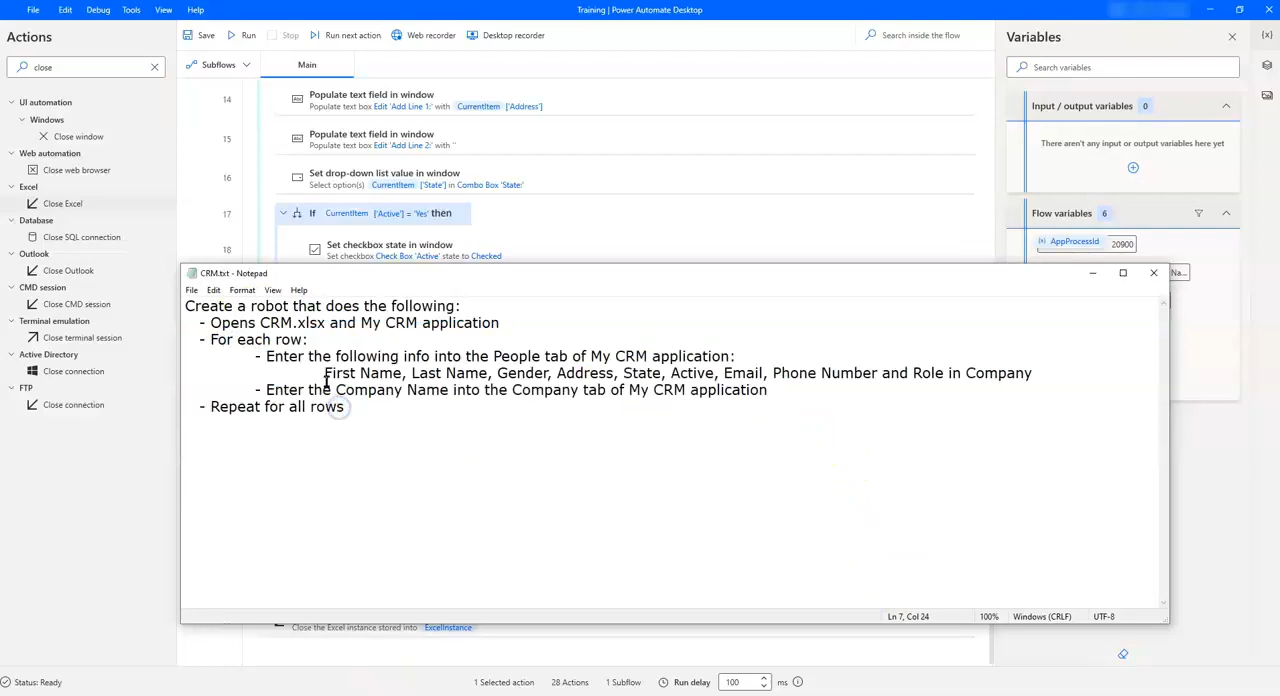 File Edit Debug Tools View Help
Training | Power Automate Desktop
Actions
close
UI automation
Windows
Close window
Web automation
Close web browser
Excel
Close Excel
Database
Close SQL connection
Outlook
Close Outlook
CMD session
Close CMD session
Terminal emulation
Close terminal session
Active Directory
Close connection
FTP
Close connection
Save Run Stop Run next action Web recorder Desktop recorder Search inside the flow
Subflows Main
14 Populate text field in window
Populate text box Edit 'Add Line 1:' with CurrentItem ['Address']
15 Populate text field in window
Populate text box Edit 'Add Line 2:' with ''
16 Set drop-down list value in window
Select option(s) CurrentItem ['State'] in Combo Box 'State:'
17 If CurrentItem ['Active'] = 'Yes' then
18 Set checkbox state in window
Set checkbox Check Box 'Active' state to Checked
CRM.txt - Notepad
File Edit Format View Help
Create a robot that does the following:
- Opens CRM.xlsx and My CRM application
- For each row:
- Enter the following info into the People tab of My CRM application:
First Name, Last Name, Gender, Address, State, Active, Email, Phone Number and Role in Company
- Enter the Company Name into the Company tab of My CRM application
- Repeat for all rows
Ln 7, Col 24 100% Windows (CRLF) UTF-8
Close the Excel instance stored into ExcelInstance
Variables
{x}
Search variables
Input / output variables 0
There aren't any input or output variables here yet
Flow variables 6
{x} AppProcessId 20900
Na...
Status: Ready 1 Selected action 28 Actions 1 Subflow Run delay 100 ms